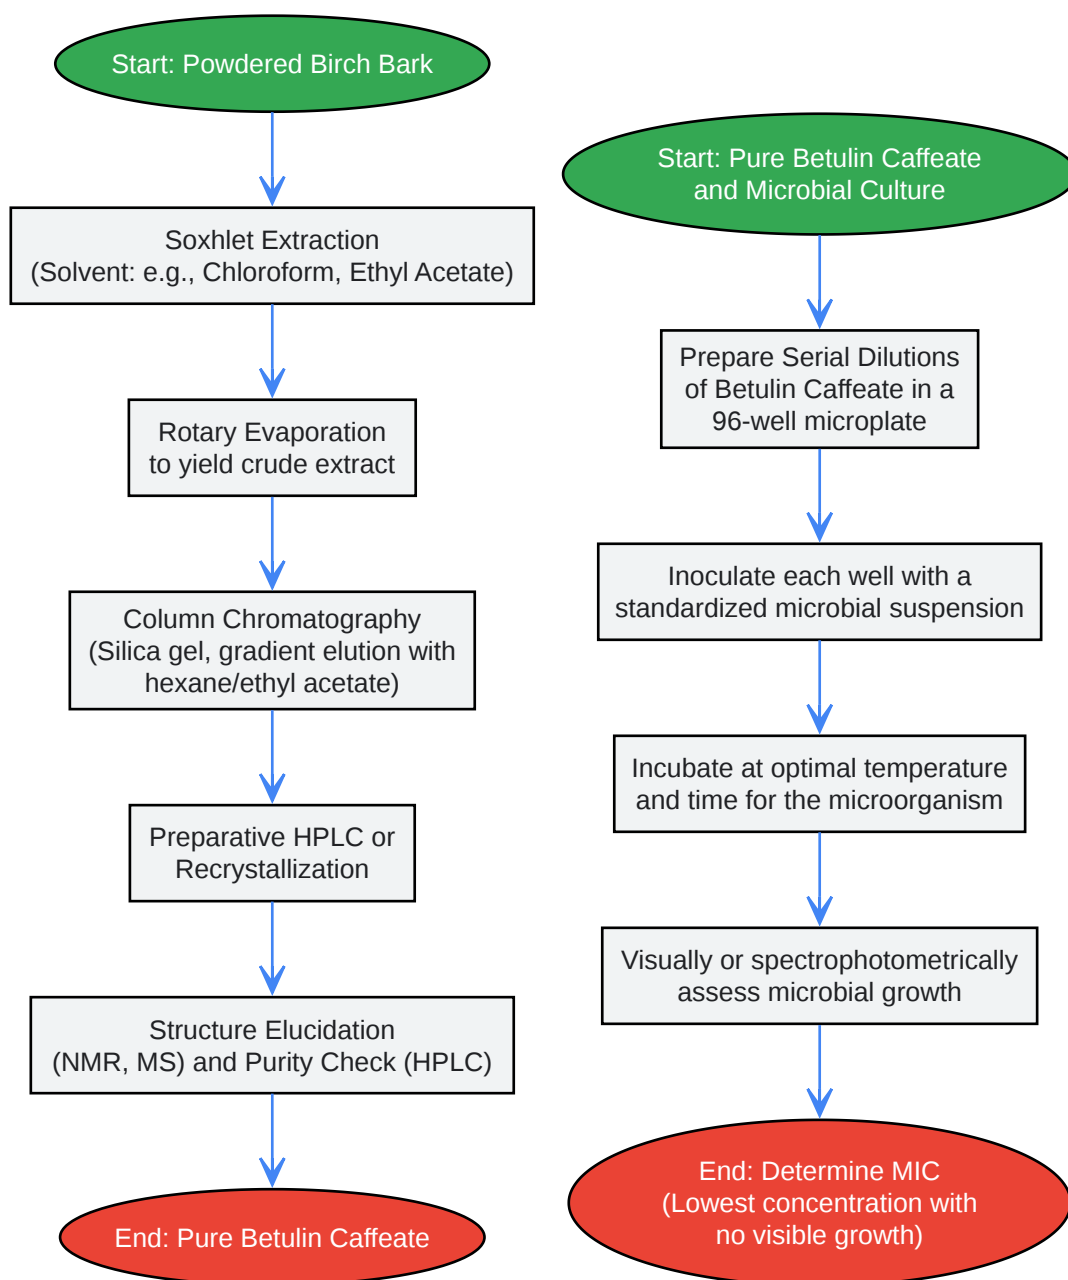 Start: Powdered Birch Bark
Soxhlet Extraction
(Solvent: e.g., Chloroform, Ethyl Acetate)
Rotary Evaporation
to yield crude extract
Column Chromatography
(Silica gel, gradient elution with
hexane/ethyl acetate)
Preparative HPLC or
Recrystallization
Structure Elucidation
(NMR, MS) and Purity Check (HPLC)
End: Pure Betulin Caffeate
Start: Pure Betulin Caffeate
and Microbial Culture
Prepare Serial Dilutions
of Betulin Caffeate in a
96-well microplate
Inoculate each well with a
standardized microbial suspension
Incubate at optimal temperature
and time for the microorganism
Visually or spectrophotometrically
assess microbial growth
End: Determine MIC
(Lowest concentration with
no visible growth)